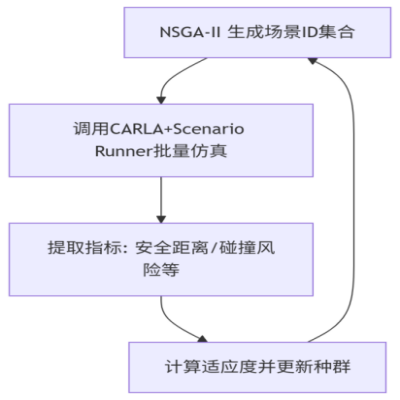 NSGA-II 生成场景ID集合
调用CARLA+Scenario
Runner批量仿真
提取指标: 安全距离/碰撞风
险等
计算适应度并更新种群